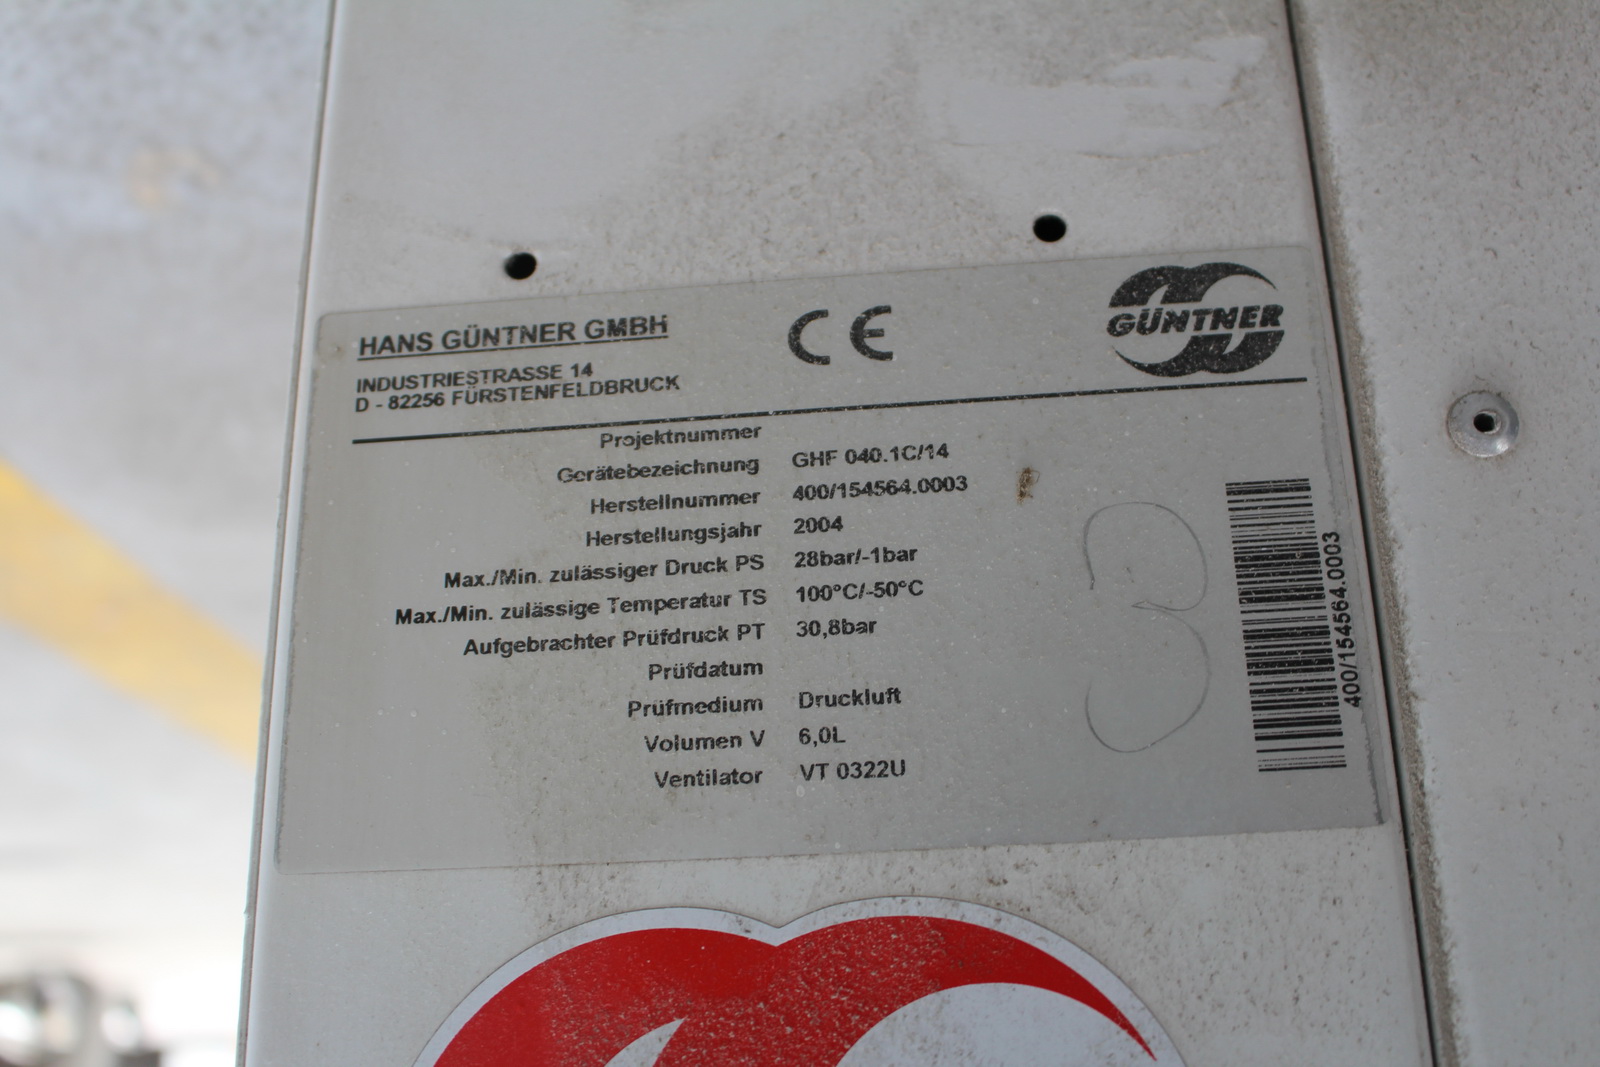 HANS GÜNTNER GMBH
INDUSTRIESTRASSE 14
D - 82256 FÜRSTENFELDBRUCK
CE
GÜNTNER
Projektnummer
Gerätebezeichnung GHF 040.1C/14
Herstellnummer 400/154564.0003
Herstellungsjahr 2004
Max./Min. zulässiger Druck PS 28bar/-1bar
Max./Min. zulässige Temperatur TS 100°C/-50°C
Aufgebrachter Prüfdruck PT 30,8bar
Prüfdatum
Prüfmedium Druckluft
Volumen V 6,0L
Ventilator VT 0322U
3
400/154564.0003